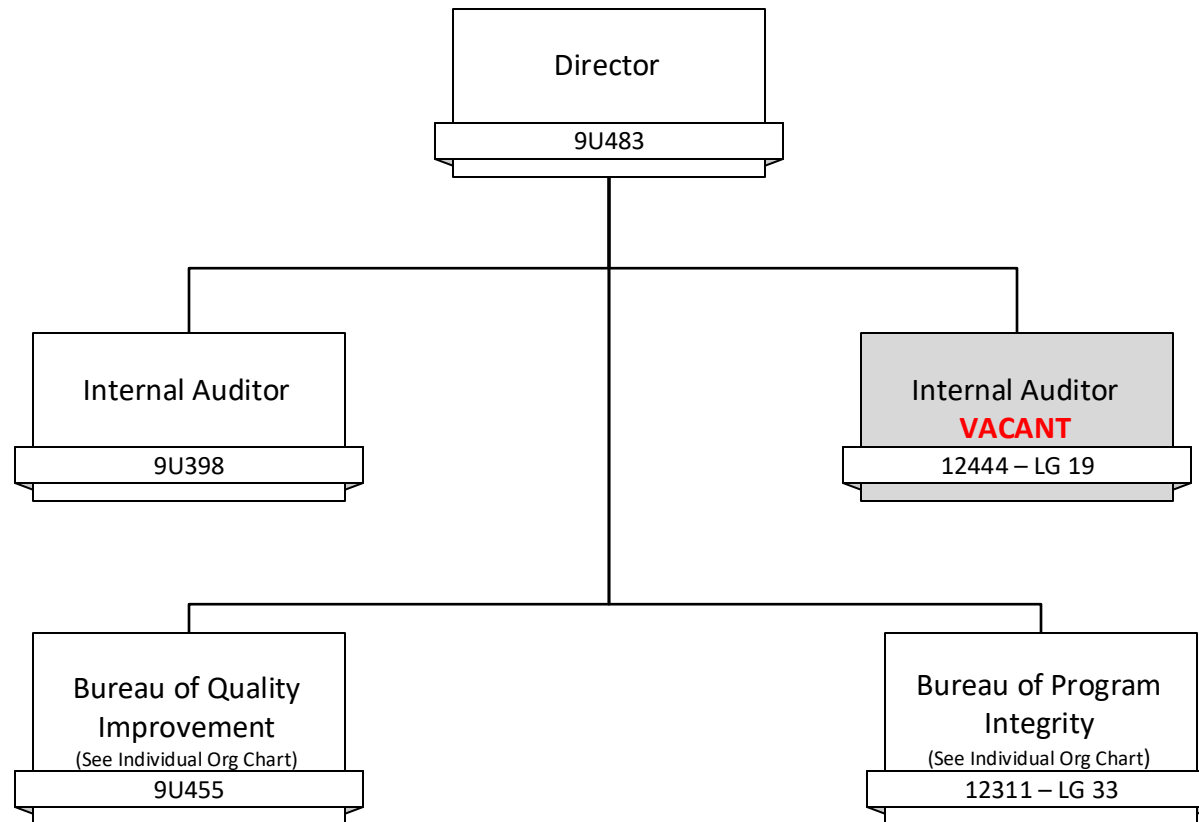 Director
9U483
Internal Auditor
9U398
Internal Auditor
VACANT
12444 – LG 19
Bureau of Quality
Improvement
(See Individual Org Chart)
9U455
Bureau of Program
Integrity
(See Individual Org Chart)
12311 – LG 33